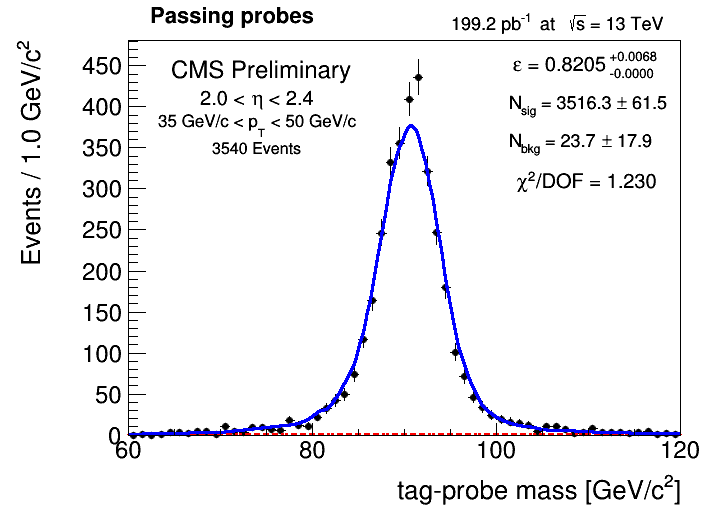 Passing probes
199.2 pb⁻¹ at √s = 13 TeV
CMS Preliminary
2.0 < η < 2.4
35 GeV/c < p_T < 50 GeV/c
3540 Events
ε = 0.8205 +0.0068 -0.0000
N_sig = 3516.3 ± 61.5
N_bkg = 23.7 ± 17.9
χ²/DOF = 1.230
Events / 1.0 GeV/c²
450
400
350
300
250
200
150
100
50
0
60 80 100 120
tag-probe mass [GeV/c²]